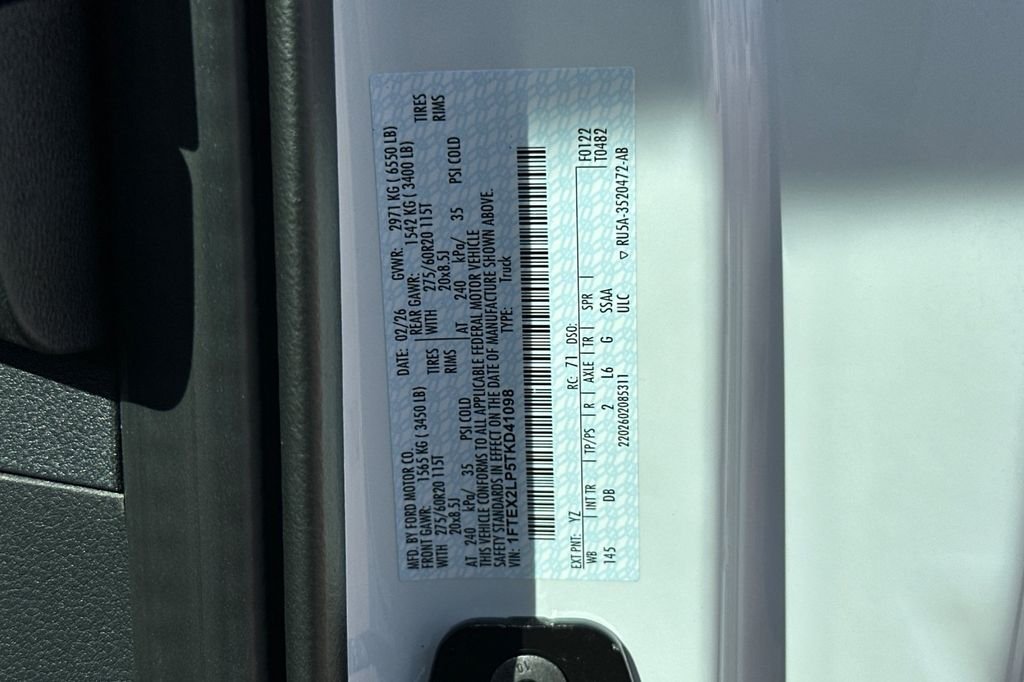 MFD. BY FORD MOTOR CO. DATE: 02/26 GVWR: 2971 KG ( 6550 LB)
FRONT GAWR: 1565 KG ( 3450 LB) REAR GAWR: 1542 KG ( 3400 LB)
WITH 275/60R20 115T TIRES WITH 275/60R20 115T TIRES
20x8.5J RIMS 20x8.5J RIMS
AT 240 kPa/ 35 PSI COLD AT 240 kPa/ 35 PSI COLD
THIS VEHICLE CONFORMS TO ALL APPLICABLE FEDERAL MOTOR VEHICLE
SAFETY STANDARDS IN EFFECT ON THE DATE OF MANUFACTURE SHOWN ABOVE.
VIN: 1FTEX2LP5TKD41098 TYPE: Truck
EXT PNT: YZ RC: 71 DSO: F0122
WB INT TR TP/PS R AXLE TR SPR T0482
145 DB 2 L6 G SSAA
2202602085311 ULC ▽ RU5A-3520472-AB